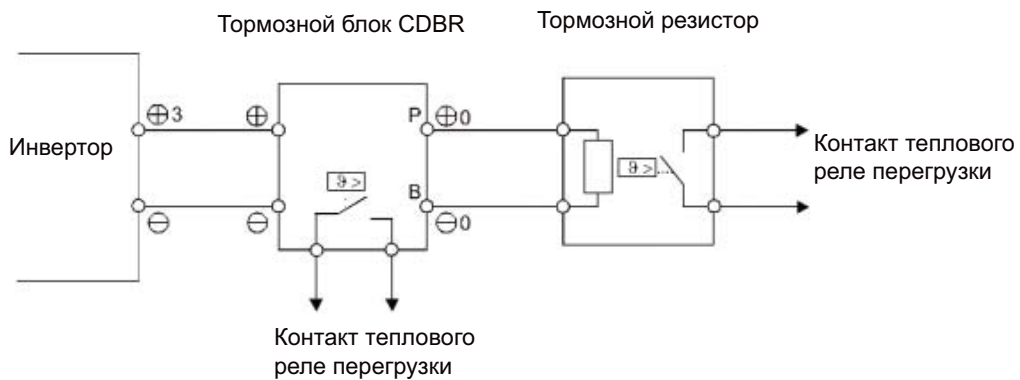 Тормозной блок CDBR
Тормозной резистор
Инвертор
⊕3
⊕
P
⊕0
ϑ >
B
⊖
⊖
⊖0
ϑ >
Контакт теплового
реле перегрузки
Контакт теплового
реле перегрузки